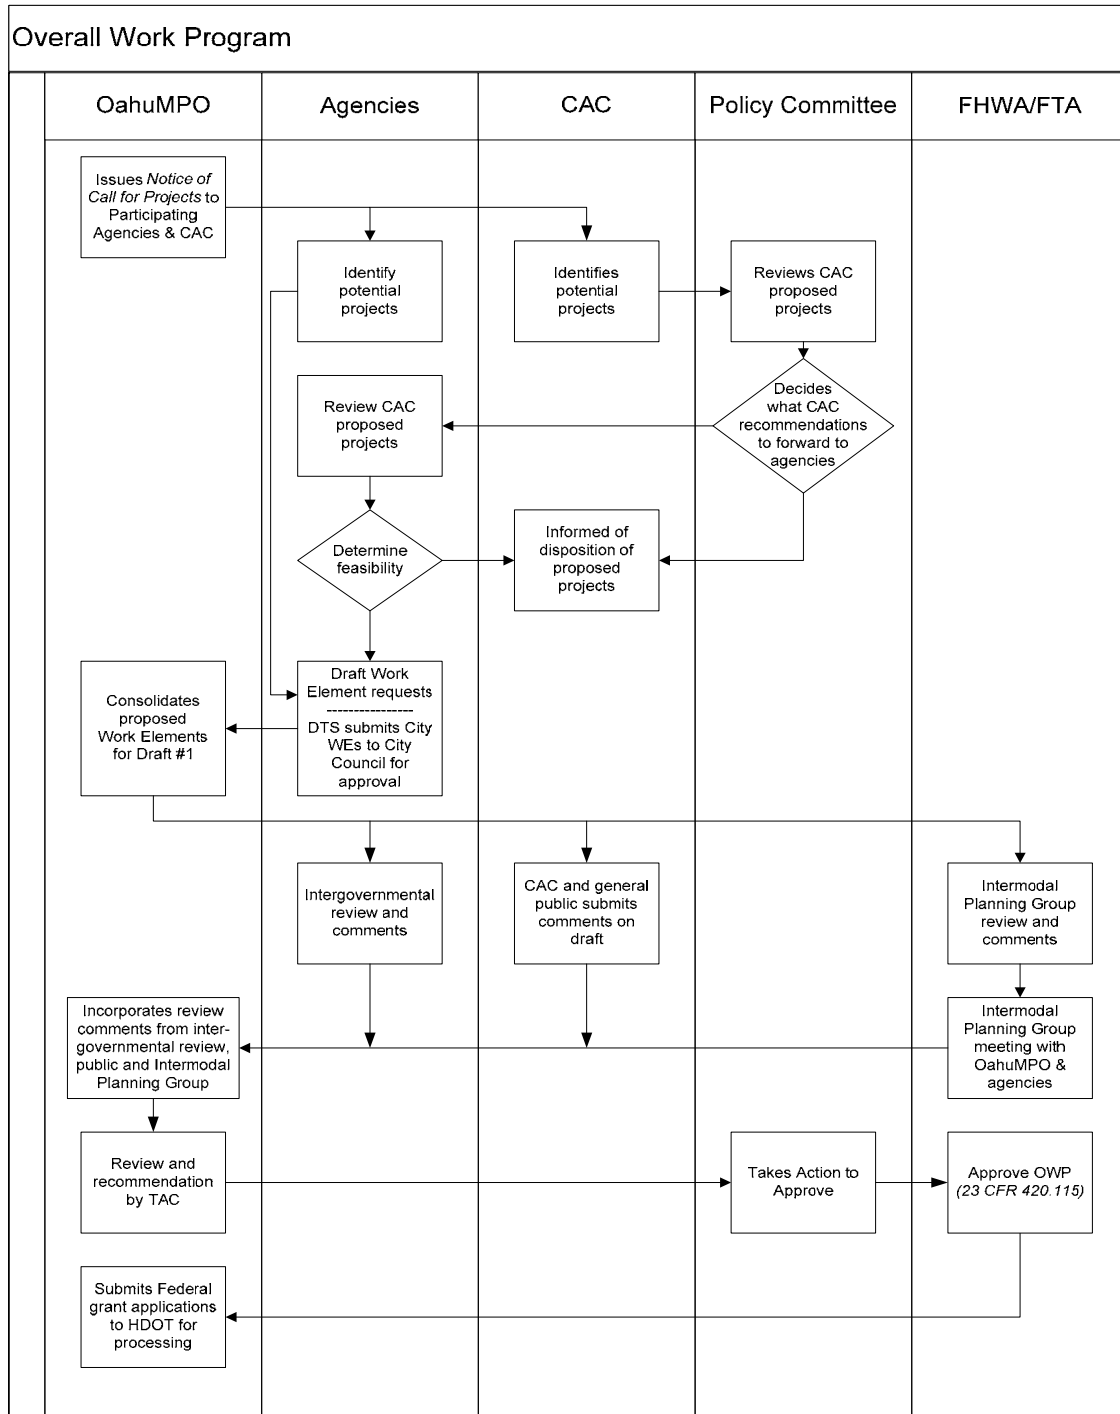 Overall Work Program
OahuMPO
Agencies
CAC
Policy Committee
FHWA/FTA
Issues Notice of
Call for Projects to
Participating
Agencies & CAC
Identify
potential
projects
Identifies
potential
projects
Reviews CAC
proposed
projects
Decides
what CAC
recommendations
to forward to
agencies
Review CAC
proposed
projects
Determine
feasibility
Informed of
disposition of
proposed
projects
Draft Work
Element requests
----------------
DTS submits City
WEs to City
Council for
approval
Consolidates
proposed
Work Elements
for Draft #1
Intergovernmental
review and
comments
CAC and general
public submits
comments on
draft
Intermodal
Planning Group
review and
comments
Intermodal
Planning Group
meeting with
OahuMPO &
agencies
Incorporates review
comments from inter-
governmental review,
public and Intermodal
Planning Group
Review and
recommendation
by TAC
Takes Action to
Approve
Approve OWP
(23 CFR 420.115)
Submits Federal
grant applications
to HDOT for
processing